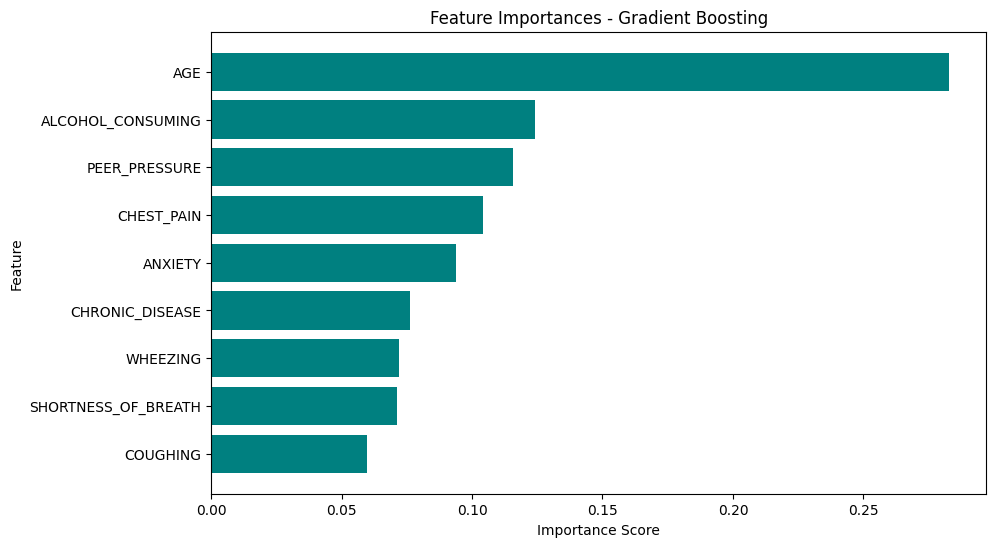 Feature Importances - Gradient Boosting
Feature
AGE
ALCOHOL_CONSUMING
PEER_PRESSURE
CHEST_PAIN
ANXIETY
CHRONIC_DISEASE
WHEEZING
SHORTNESS_OF_BREATH
COUGHING
0.00 0.05 0.10 0.15 0.20 0.25
Importance Score